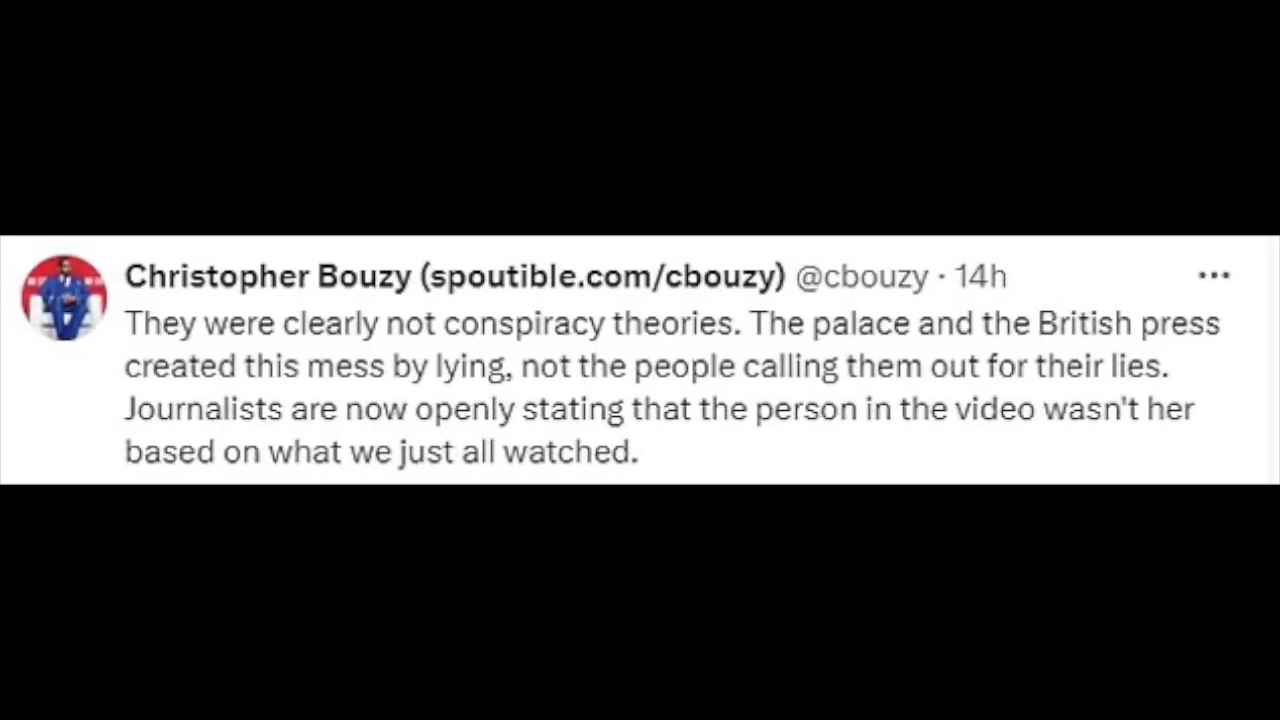 Christopher Bouzy (spoutible.com/cbouzy) @cbouzy · 14h
They were clearly not conspiracy theories. The palace and the British press
created this mess by lying, not the people calling them out for their lies.
Journalists are now openly stating that the person in the video wasn't her
based on what we just all watched.